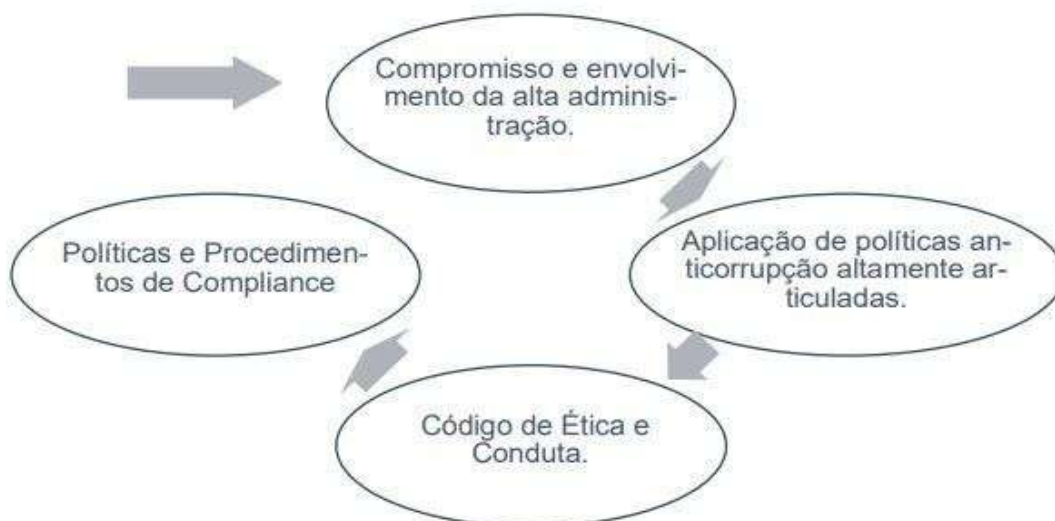 Compromisso e envolvi-
mento da alta adminis-
tração.
Aplicação de políticas an-
ticorrupção altamente ar-
ticuladas.
Código de Ética e
Conduta.
Políticas e Procedimen-
tos de Compliance